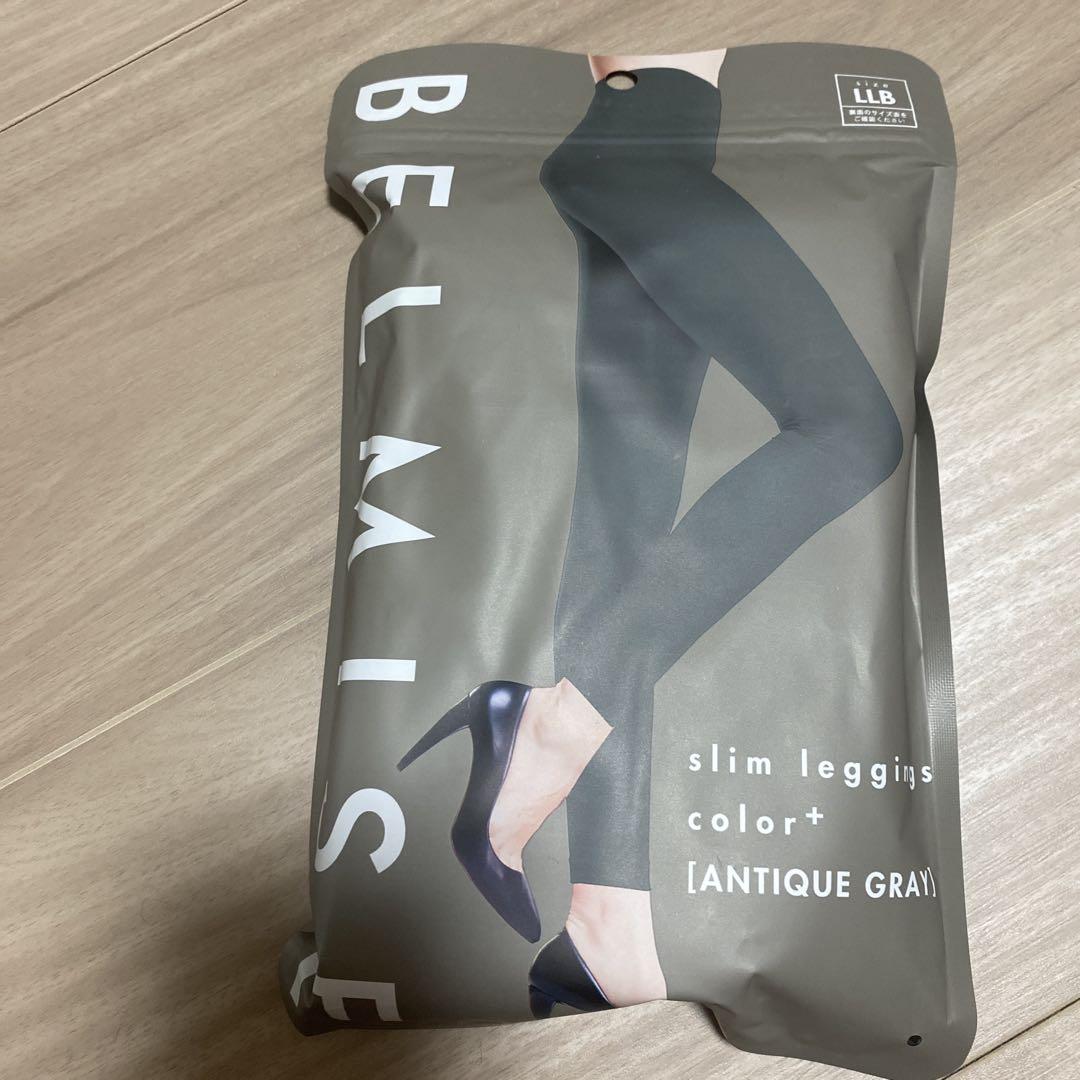 BELMISE
size
LLB
裏面のサイズ表を
ご確認ください
slim leggings
color+
[ANTIQUE GRAY]